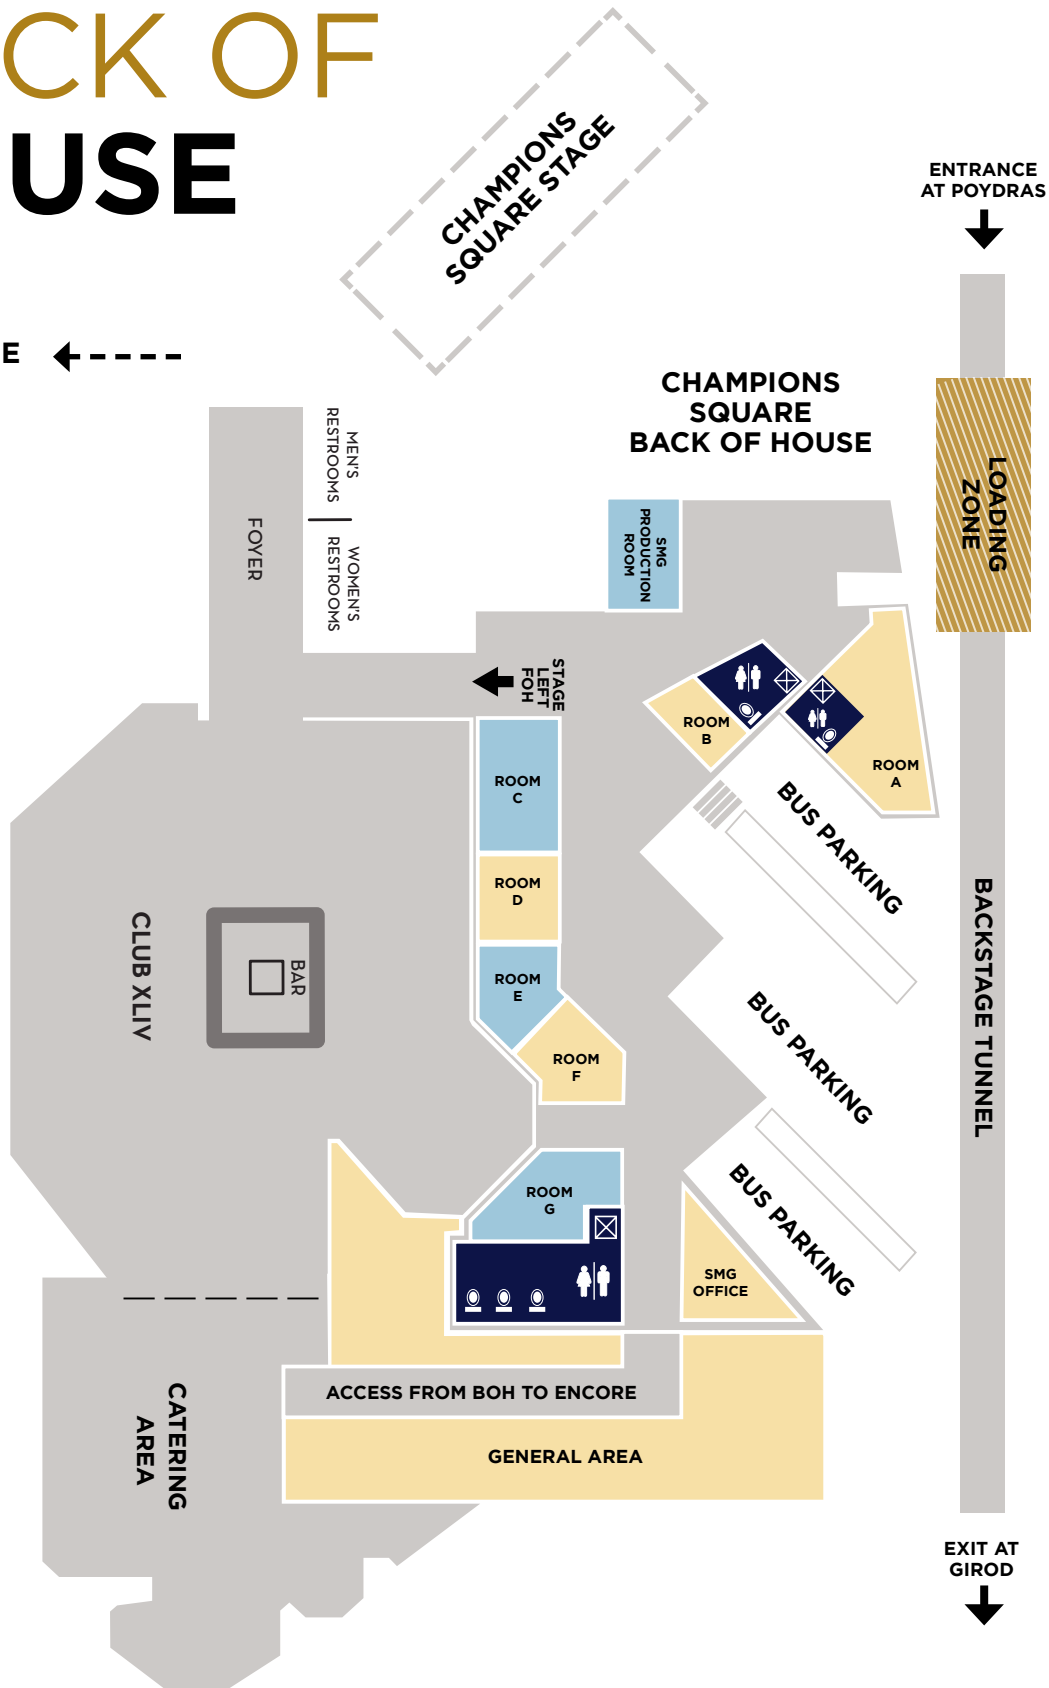 CK OF
USE
CHAMPIONS
SQUARE STAGE
ENTRANCE
AT POYDRAS
E
CHAMPIONS
SQUARE
BACK OF HOUSE
LOADING
ZONE
MEN'S
RESTROOMS
WOMEN'S
RESTROOMS
FOYER
SMG
PRODUCTION
ROOM
STAGE
LEFT
FOH
ROOM
B
ROOM
A
ROOM
C
BUS PARKING
ROOM
D
BACKSTAGE TUNNEL
CLUB XLIV
BAR
ROOM
E
BUS PARKING
ROOM
F
ROOM
G
BUS PARKING
SMG
OFFICE
ACCESS FROM BOH TO ENCORE
CATERING
AREA
GENERAL AREA
EXIT AT
GIROD